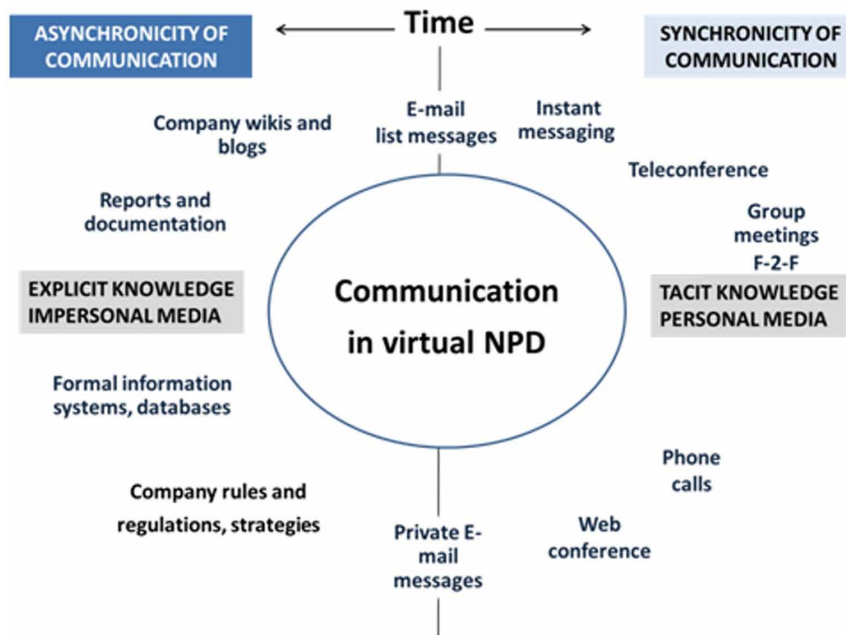 ASYNCHRONICITY OF
COMMUNICATION
Time
SYNCHRONICITY OF
COMMUNICATION
Company wikis and
blogs
E-mail
list messages
Instant
messaging
Teleconference
Reports and
documentation
Group
meetings
F-2-F
EXPLICIT KNOWLEDGE
IMPERSONAL MEDIA
Communication
in virtual NPD
TACIT KNOWLEDGE
PERSONAL MEDIA
Formal information
systems, databases
Phone
calls
Company rules and
regulations, strategies
Private E-
mail
messages
Web
conference